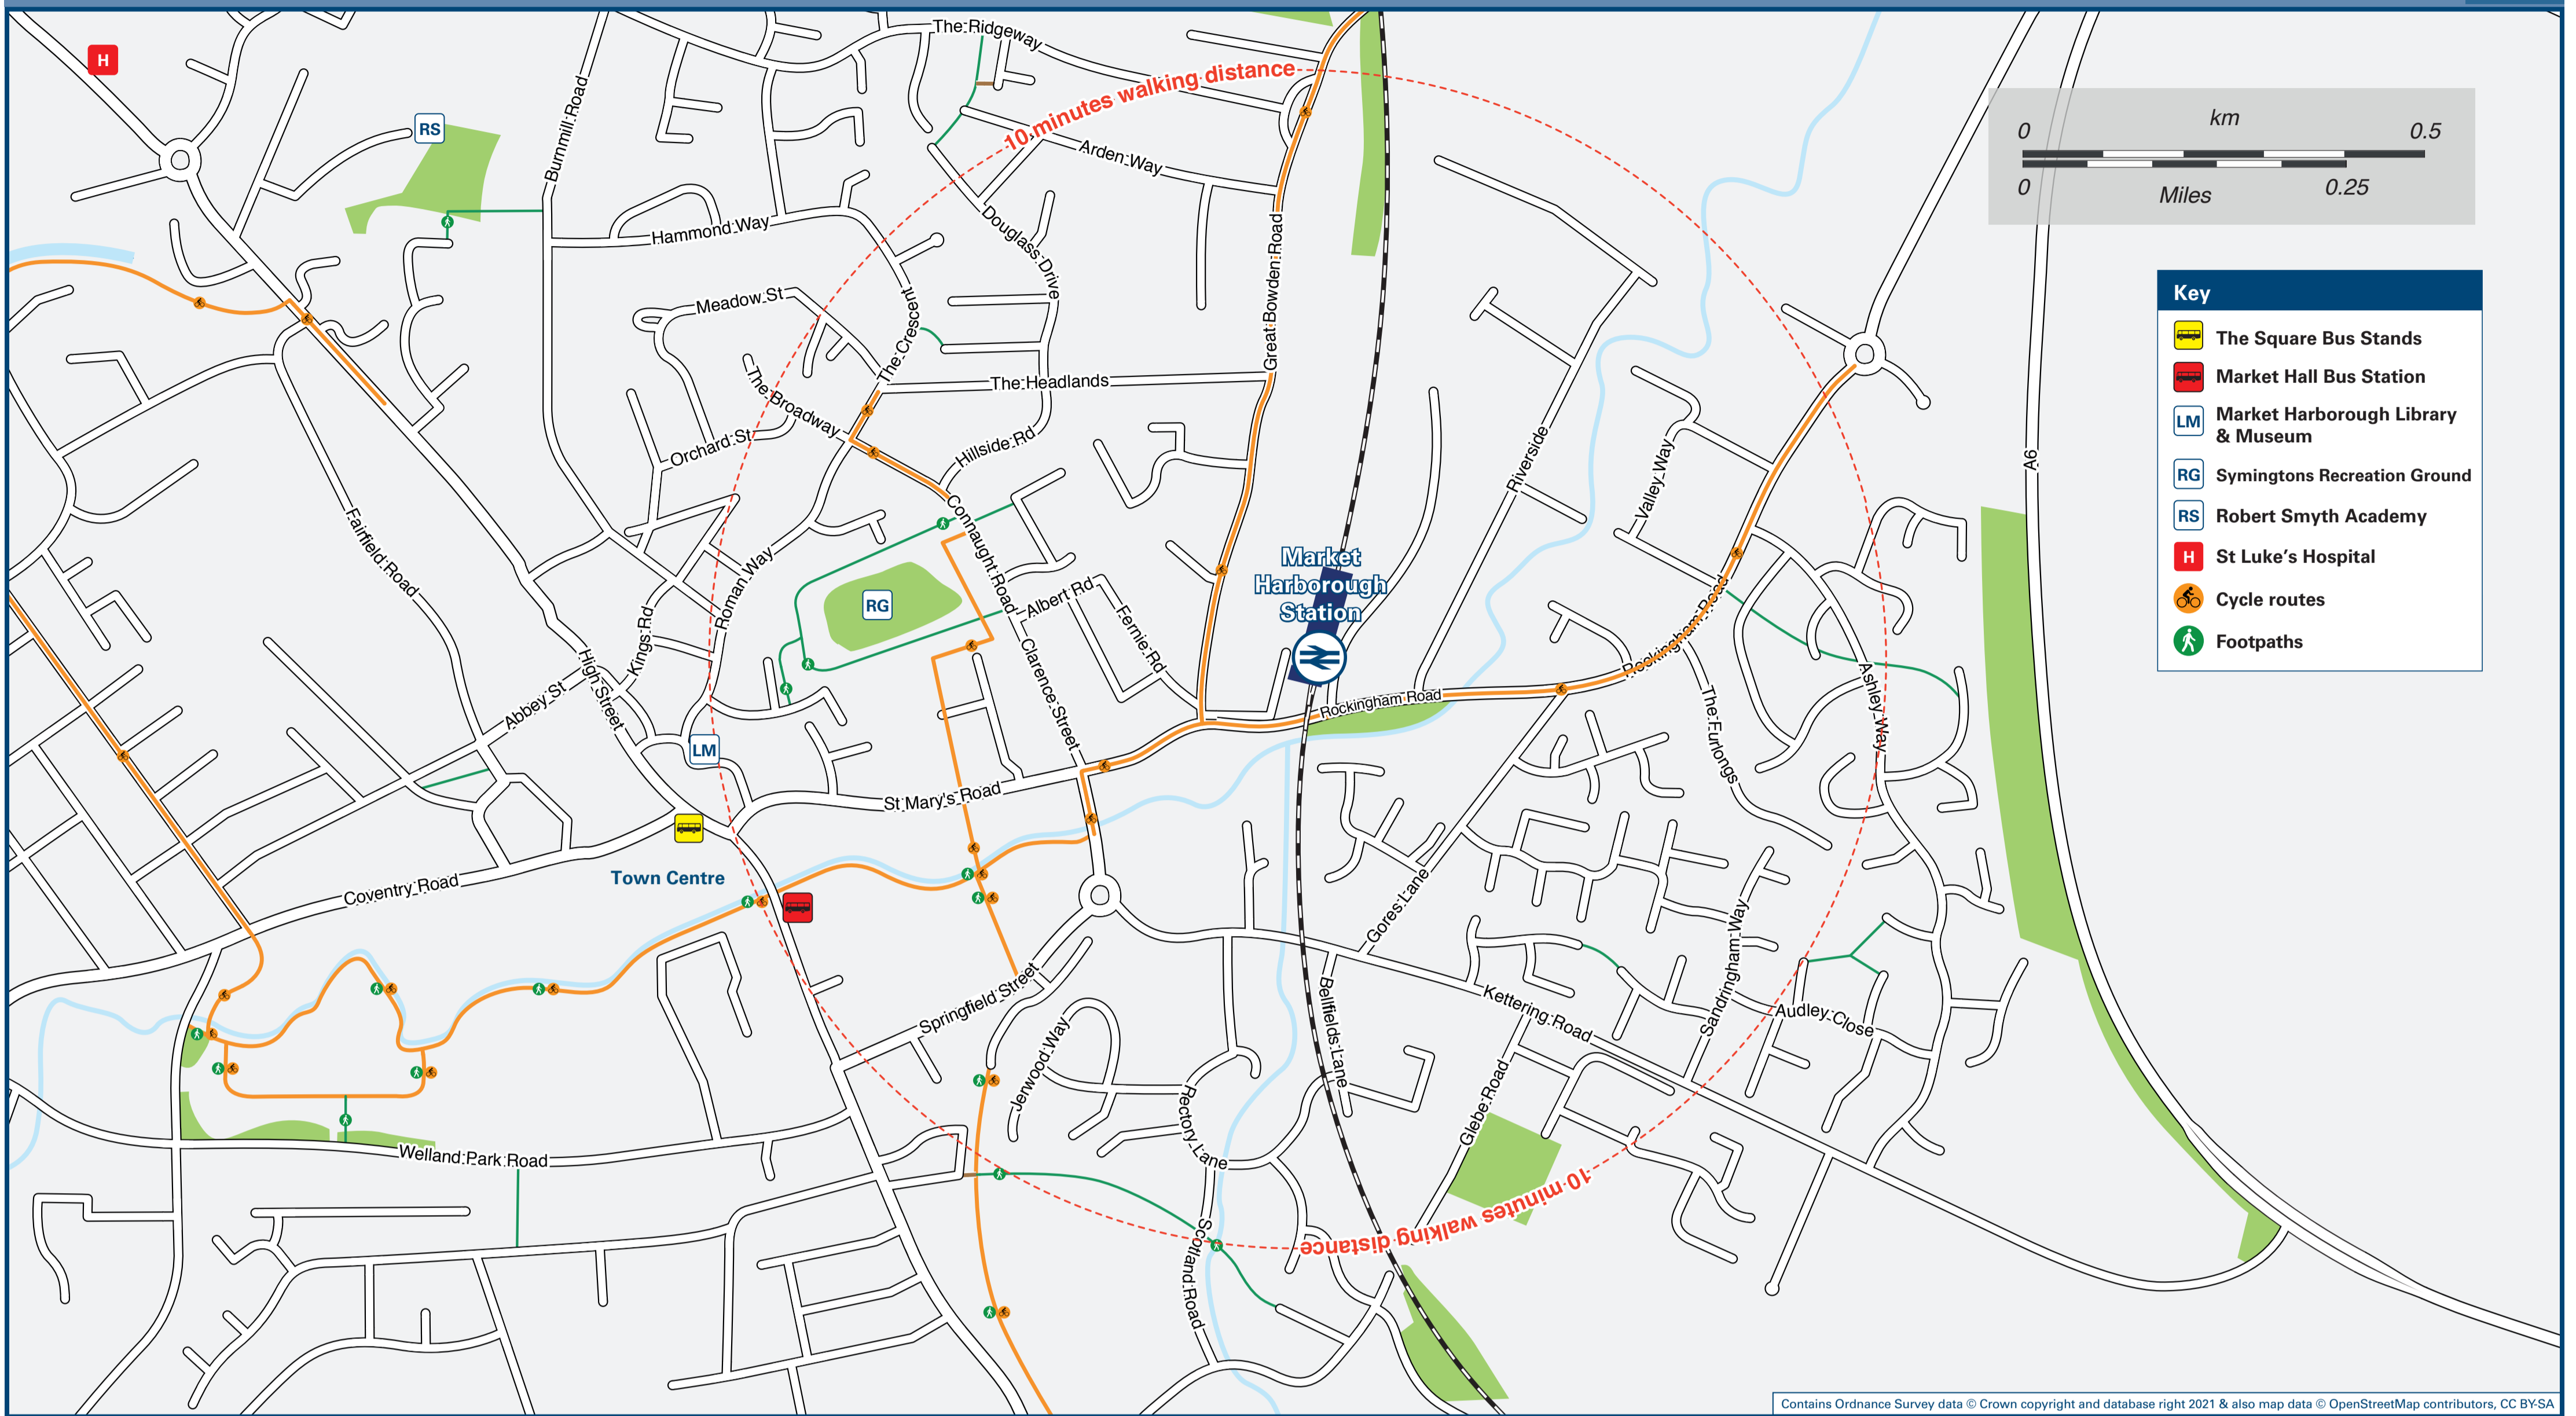 The Ridgeway
H
10 minutes walking distance
km
0
0.5
0
0.25
Miles
RS
Burnmill Road
Arden Way
Hammond Way
Douglass Drive
Great Bowden Road
Meadow St
The Crescent
Key
The Square Bus Stands
Market Hall Bus Station
LM
Market Harborough Library
& Museum
RG
Symingtons Recreation Ground
RS
Robert Smyth Academy
H
St Luke's Hospital
Cycle routes
Footpaths
The Headlands
The Broadway
Orchard St
Hillside Rd
Riverside
Valley Way
A6
Fairfield Road
Connaught Road
Market
Harborough
Station
Roman Way
RG
Albert Rd
Fernie Rd
Kings Rd
High Street
Abbey St
Clarence Street
Rockingham Road
Rockingham Road
Ashley Way
The Furlongs
LM
St Mary's Road
Town Centre
Coventry Road
Gores Lane
Sandringham Way
Springfield Street
Bellfields Lane
Kettering Road
Audley Close
Jerwood Way
Rectory Lane
Glebe Road
Welland Park Road
10 minutes walking distance
Scotland Road
Contains Ordnance Survey data © Crown copyright and database right 2021 & also map data © OpenStreetMap contributors, CC BY-SA